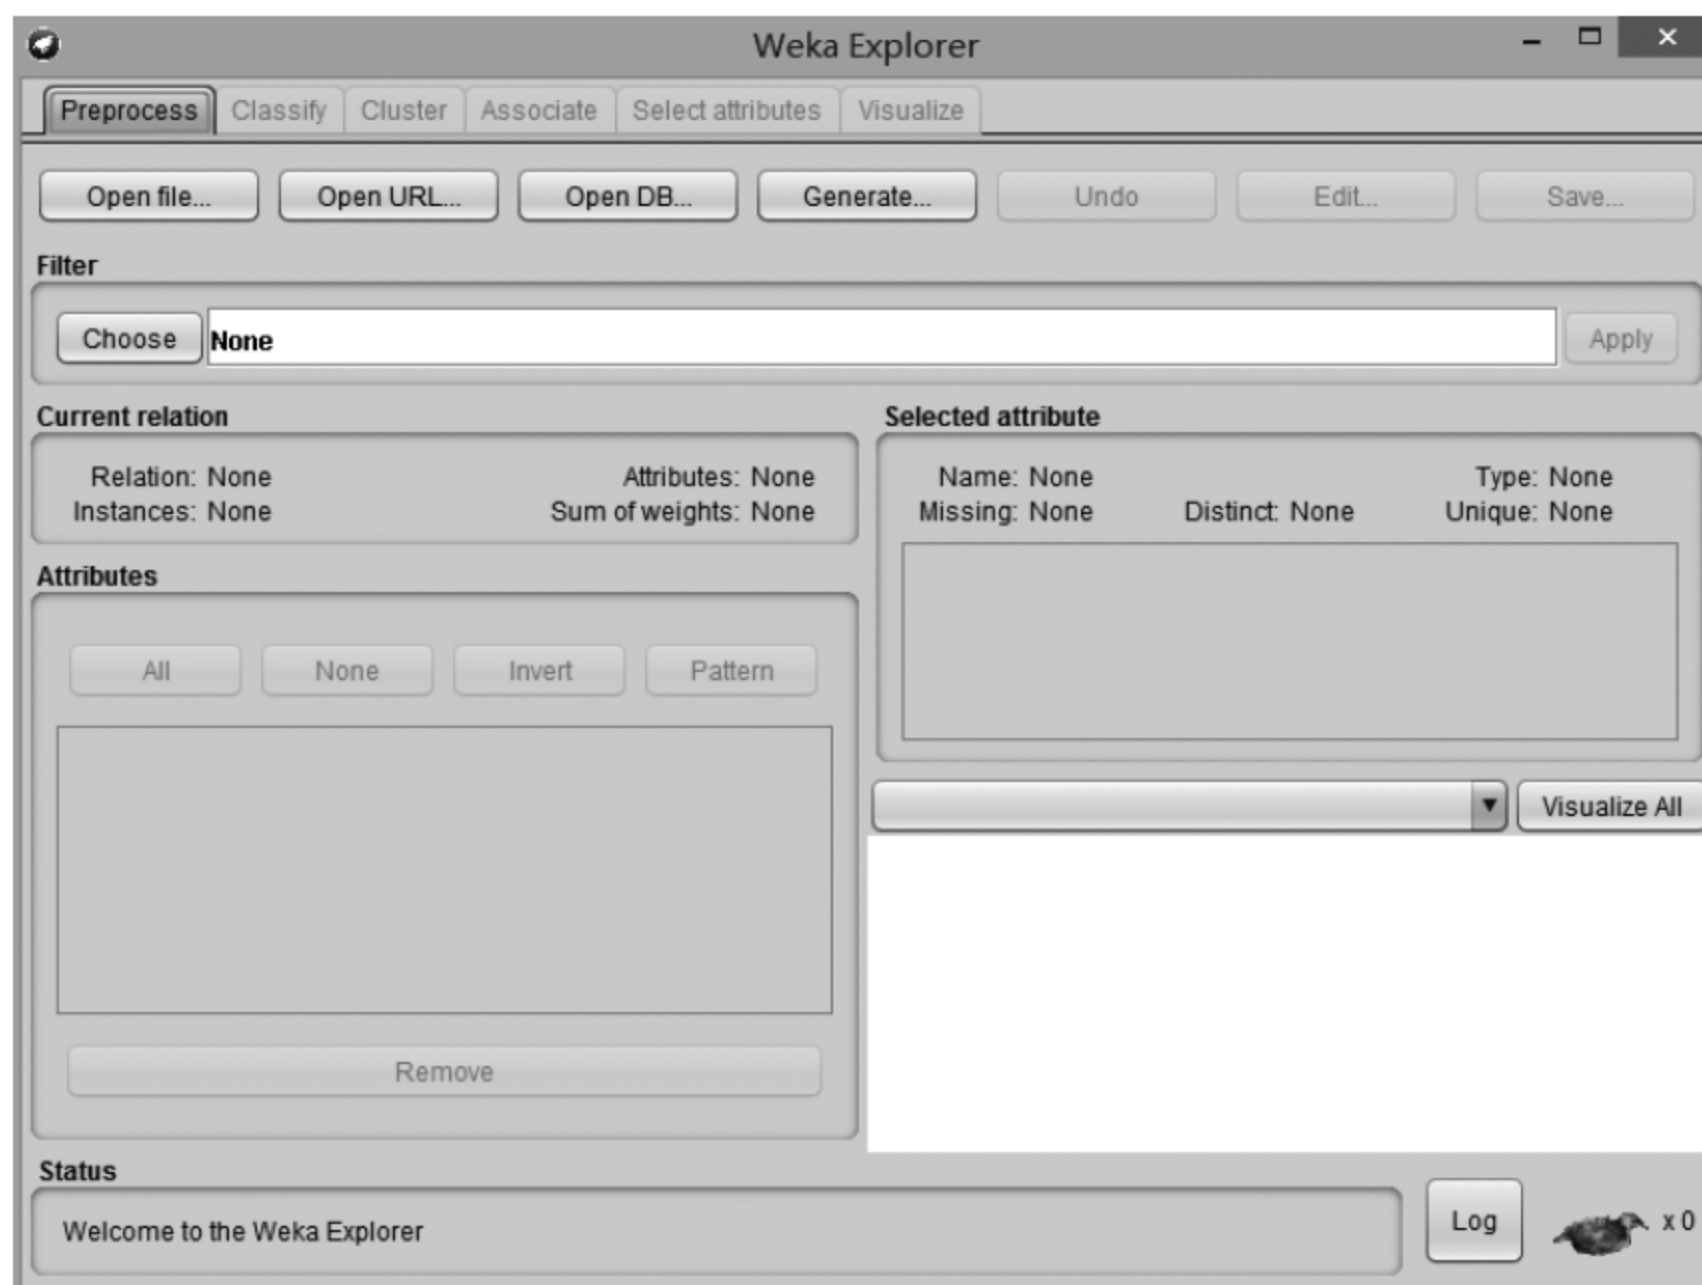 Weka Explorer
Preprocess Classify Cluster Associate Select attributes Visualize
Open file... Open URL... Open DB... Generate... Undo Edit... Save...
Filter
Choose None Apply
Current relation
Relation: None Attributes: None
Instances: None Sum of weights: None
Selected attribute
Name: None Type: None
Missing: None Distinct: None Unique: None
Attributes
All None Invert Pattern
Remove
Visualize All
Status
Welcome to the Weka Explorer
Log x 0